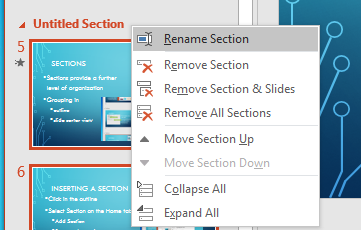 Untitled Section
5
SECTIONS
Sections provide a further
level of organization
Grouping in
outline
slide sorter view
6
INSERTING A SECTION
Click in the outline
Select Section on the Home tab
Add Section
Rename Section
Remove Section
Remove Section & Slides
Remove All Sections
Move Section Up
Move Section Down
Collapse All
Expand All